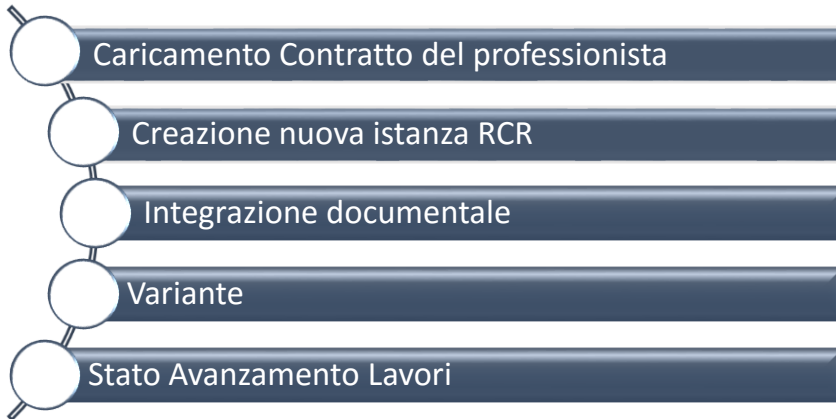 Caricamento Contratto del professionista
Creazione nuova istanza RCR
Integrazione documentale
Variante
Stato Avanzamento Lavori